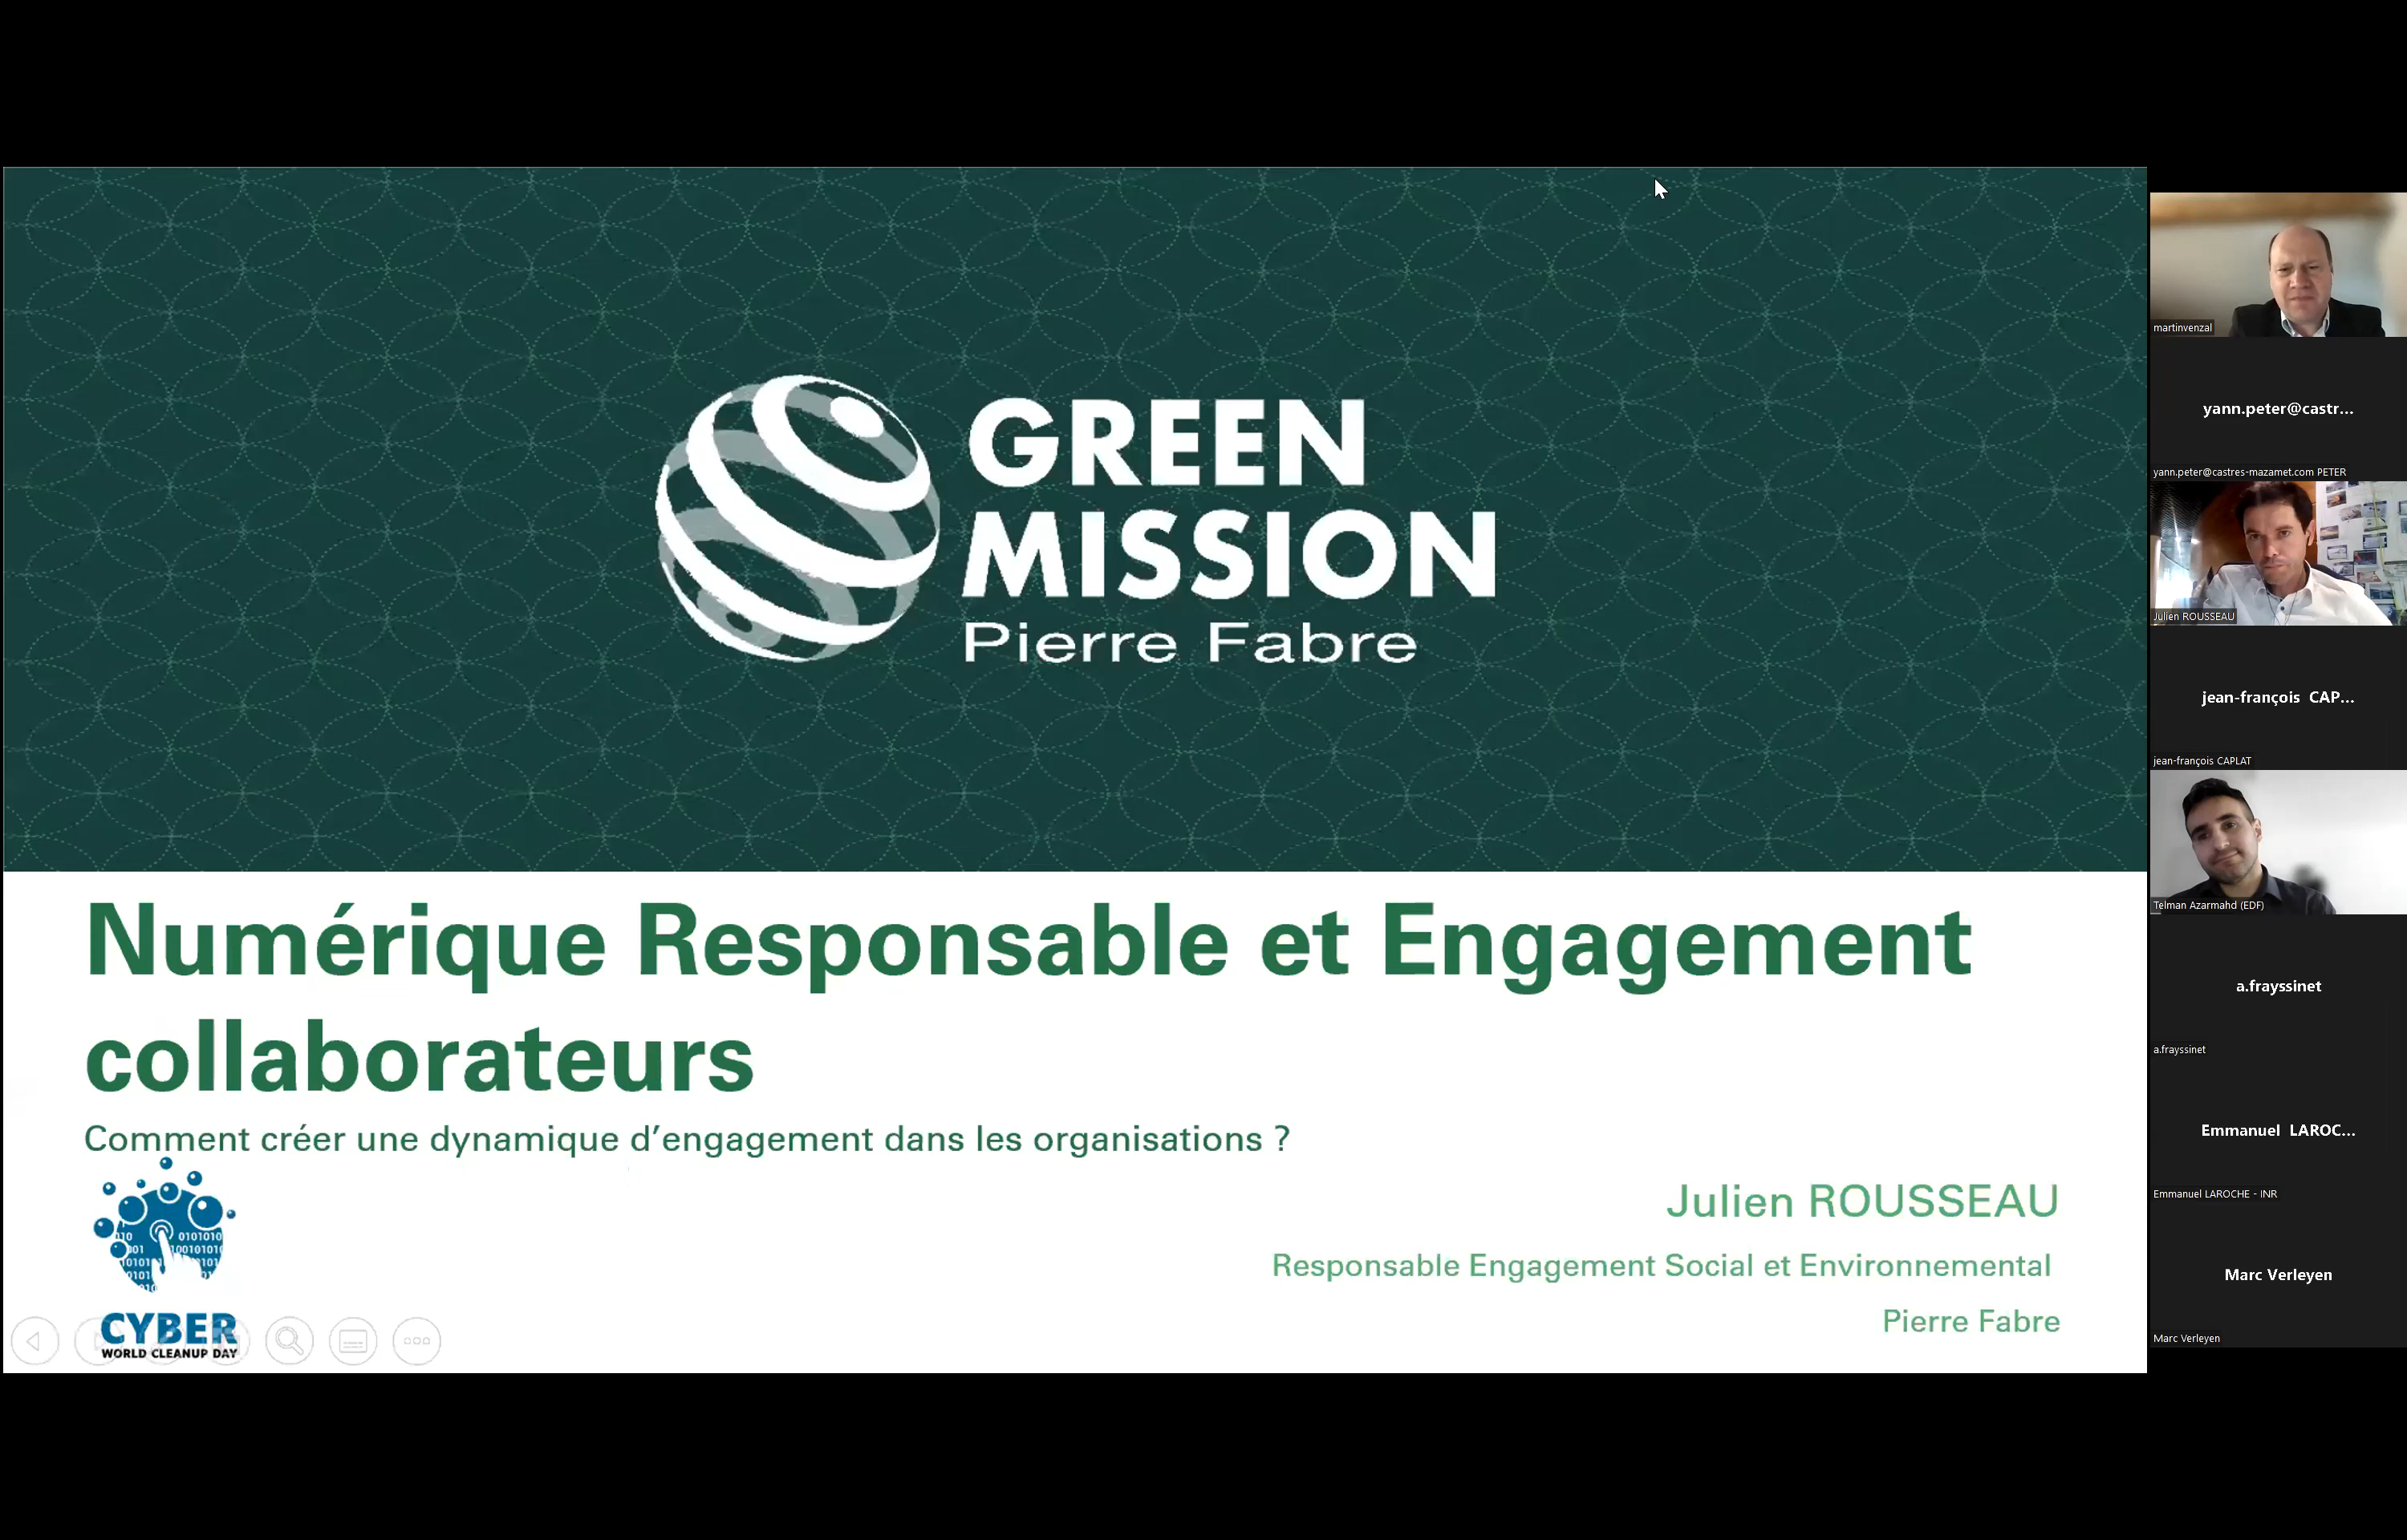 GREEN
MISSION
Pierre Fabre
Numérique Responsable et Engagement
collaborateurs
Comment créer une dynamique d'engagement dans les organisations ?
Julien ROUSSEAU
Responsable Engagement Social et Environnemental
Pierre Fabre
CYBER
WORLD CLEANUP DAY
martinvenzal
yann.peter@castr...
yann.peter@castres-mazamet.com PETER
Julien ROUSSEAU
jean-françois CAP...
jean-françois CAPLAT
Telman Azarmahd (EDF)
a.frayssinet
a.frayssinet
Emmanuel LAROC...
Emmanuel LAROCHE - INR
Marc Verleyen
Marc Verleyen